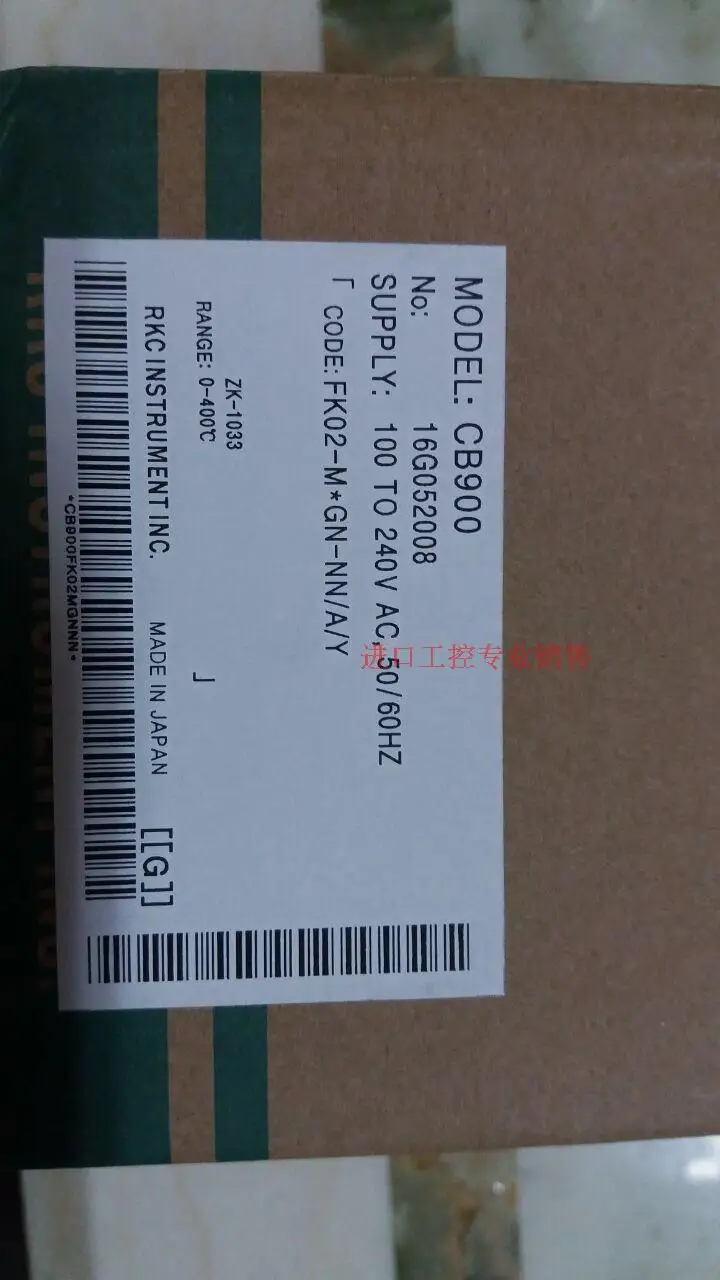 MODEL: CB900
No: 16G052008
SUPPLY: 100 TO 240V AC, 50/60HZ
「 CODE: FK02-M*GN-NN/A/Y
ZK-1033
RANGE: 0-400℃ 」
RKC INSTRUMENT INC. MADE IN JAPAN [[G]]
*CB900FK02MGNNN*
进口工控专业销售